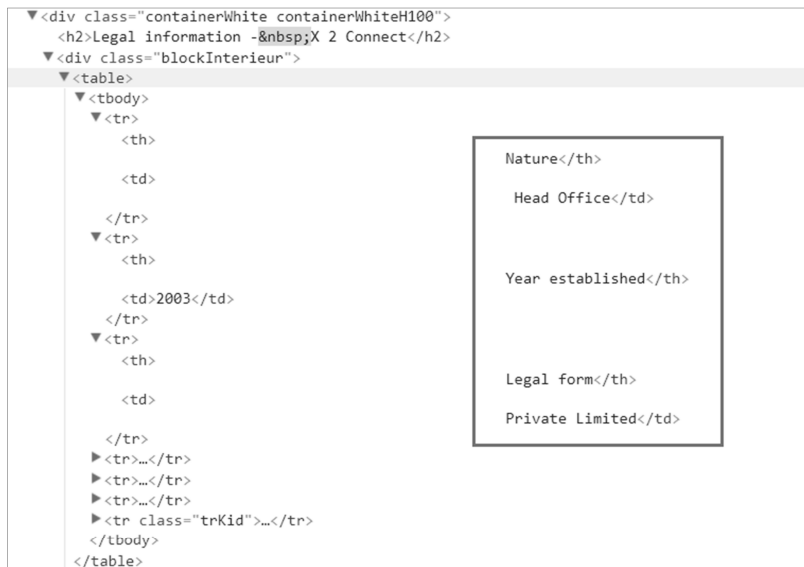 ▼<div class="containerWhite containerWhiteH100">
<h2>Legal information -&nbsp;X 2 Connect</h2>
▼<div class="blockInterieur">
▼<table>
▼<tbody>
▼<tr>
<th>
Nature</th>
<td>
Head Office</td>
</tr>
▼<tr>
<th>
Year established</th>
<td>2003</td>
</tr>
▼<tr>
<th>
Legal form</th>
<td>
Private Limited</td>
</tr>
▶<tr>…</tr>
▶<tr>…</tr>
▶<tr>…</tr>
▶<tr class="trKid">…</tr>
</tbody>
</table>